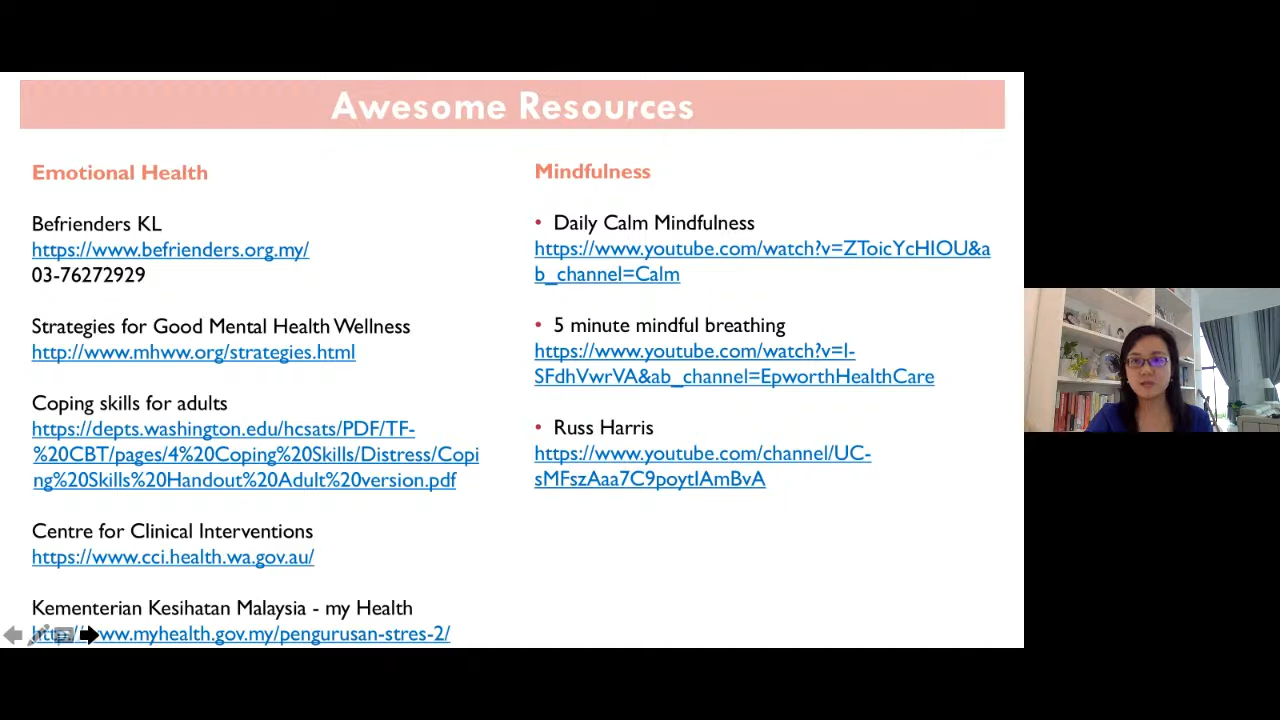 Awesome Resources
Emotional Health
Befrienders KL
https://www.befrienders.org.my/
03-76272929
Strategies for Good Mental Health Wellness
http://www.mhww.org/strategies.html
Coping skills for adults
https://depts.washington.edu/hcsats/PDF/TF-
%20CBT/pages/4%20Coping%20Skills/Distress/Copi
ng%20Skills%20Handout%20Adult%20version.pdf
Centre for Clinical Interventions
https://www.cci.health.wa.gov.au/
Kementerian Kesihatan Malaysia - my Health
http://www.myhealth.gov.my/pengurusan-stres-2/
Mindfulness
• Daily Calm Mindfulness
https://www.youtube.com/watch?v=ZToicYcHIOU&a
b_channel=Calm
• 5 minute mindful breathing
https://www.youtube.com/watch?v=I-
SFdhVwrVA&ab_channel=EpworthHealthCare
• Russ Harris
https://www.youtube.com/channel/UC-
sMFszAaa7C9poytIAmBvA